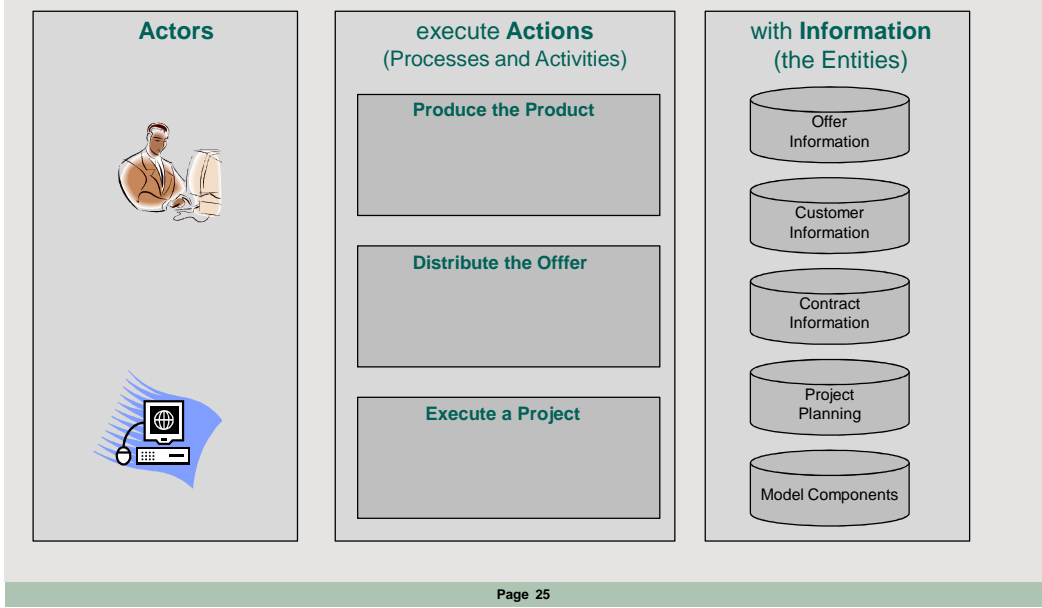 Actors
execute Actions
(Processes and Activities)
Produce the Product
Distribute the Offfer
Execute a Project
with Information
(the Entities)
Offer
Information
Customer
Information
Contract
Information
Project
Planning
Model Components
Page 25